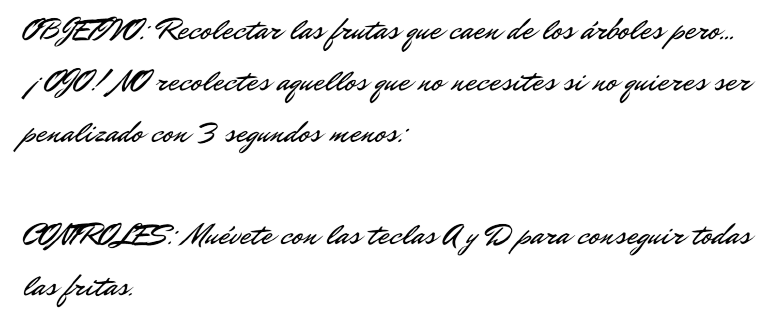 OBJETIVO: Recolectar las frutas que caen de los árboles pero...
¡OJO! NO recolectes aquellos que no necesites si no quieres ser
penalizado con 3 segundos menos:
CONTROLES: Muévete con las teclas A y D para conseguir todas
las fritas.